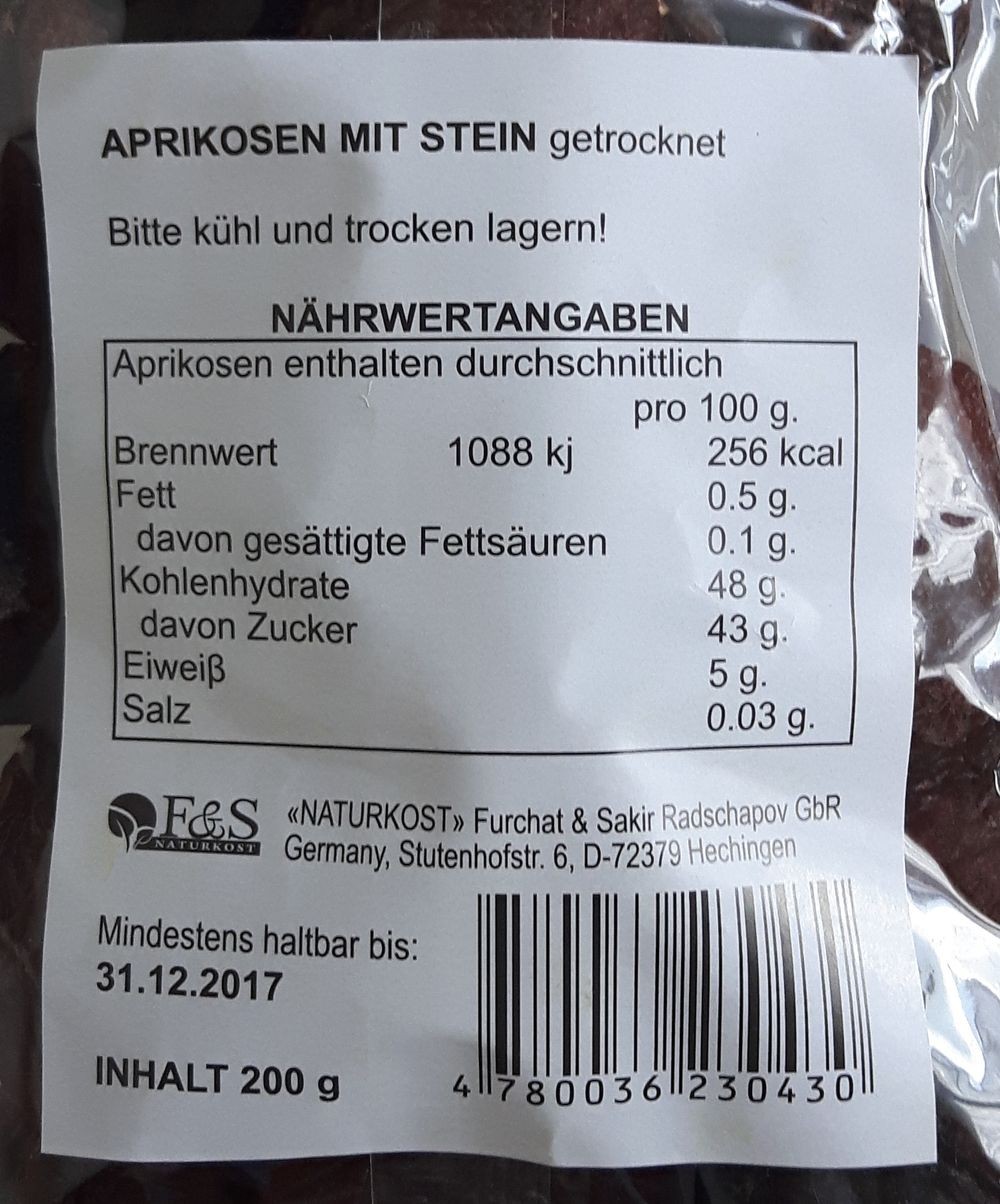 APRIKOSEN MIT STEIN getrocknet
Bitte kühl und trocken lagern!
NÄHRWERTANGABEN
Aprikosen enthalten durchschnittlich
pro 100 g.
Brennwert 1088 kj 256 kcal
Fett 0.5 g.
davon gesättigte Fettsäuren 0.1 g.
Kohlenhydrate 48 g.
davon Zucker 43 g.
Eiweiß 5 g.
Salz 0.03 g.
F&S
NATURKOST
«NATURKOST» Furchat & Sakir Radschapov GbR
Germany, Stutenhofstr. 6, D-72379 Hechingen
Mindestens haltbar bis:
31.12.2017
INHALT 200 g
4 780036 230430